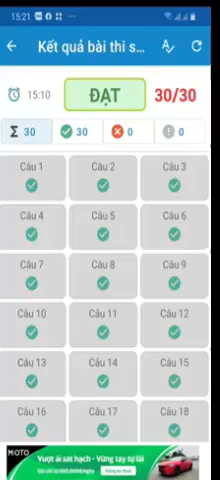 15:21
← Kết quả bài thi s...
15:10 ĐẠT 30/30
Σ 30 30 0 0
Câu 1 Câu 2 Câu 3
Câu 4 Câu 5 Câu 6
Câu 7 Câu 8 Câu 9
Câu 10 Câu 11 Câu 12
Câu 13 Câu 14 Câu 15
Câu 16 Câu 17 Câu 18
MOTO
Vượt ải sát hạch - Vững tay tự lái